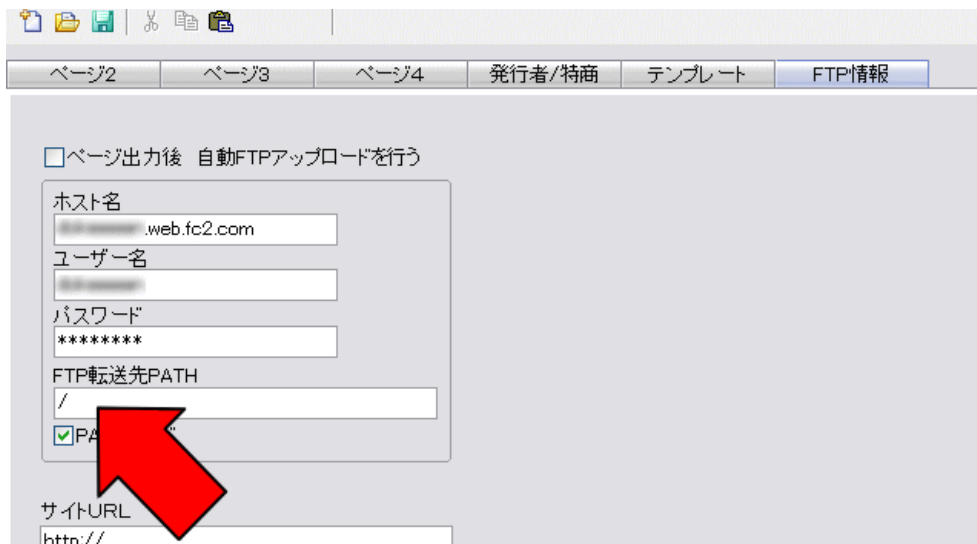 ページ2 ページ3 ページ4 発行者/特商 テンプレート FTP情報
ページ出力後 自動FTPアップロードを行う
ホスト名
.web.fc2.com
ユーザー名
パスワード
********
FTP転送先PATH
/
サイトURL
http://